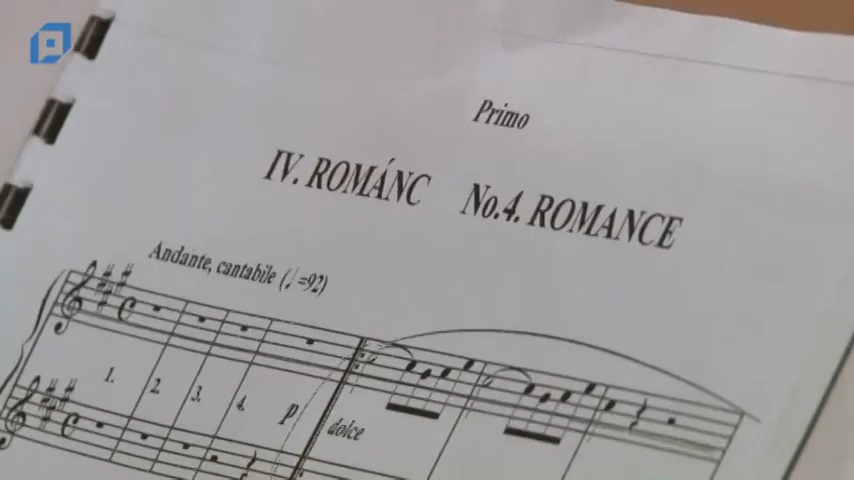 Primo
IV. ROMÁNC No.4. ROMANCE
Andante, cantabile (♩=92)
1. 2. 3. 4. p dolce